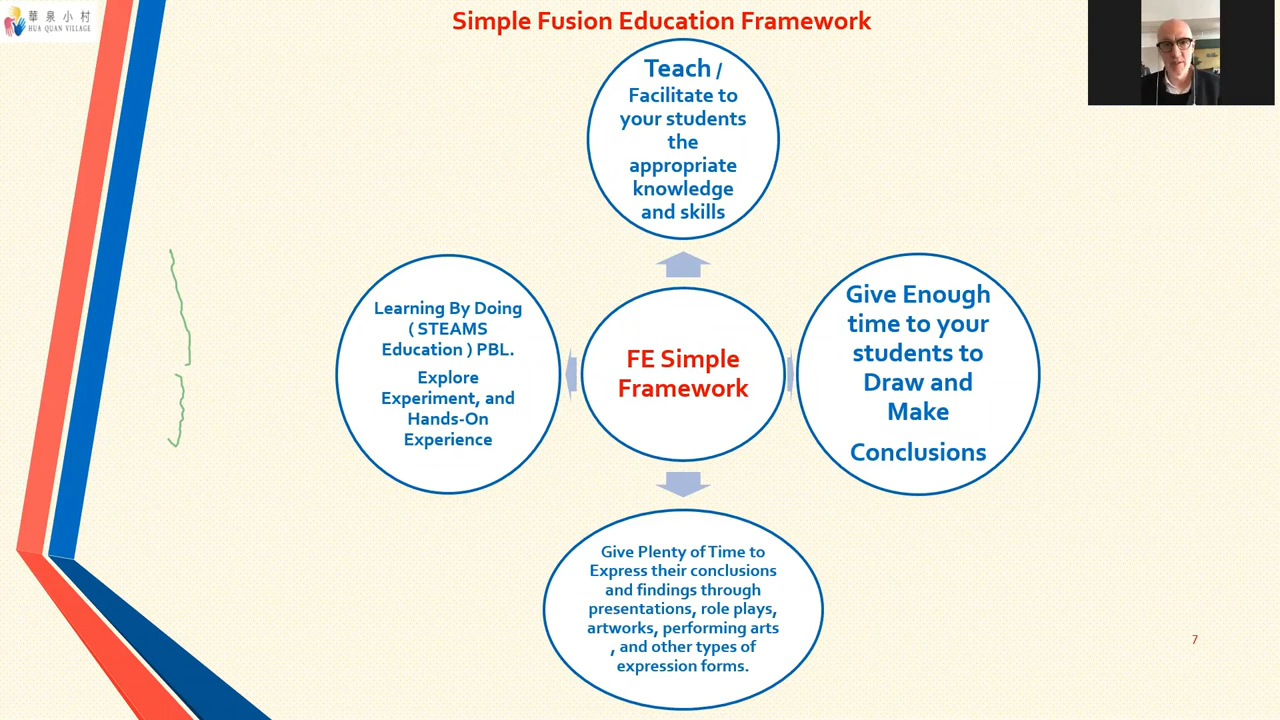 華 泉 小 村
HUA QUAN VILLAGE
Simple Fusion Education Framework
Teach /
Facilitate to
your students
the
appropriate
knowledge
and skills
Learning By Doing
( STEAMS
Education ) PBL.
Explore
Experiment, and
Hands-On
Experience
FE Simple
Framework
Give Enough
time to your
students to
Draw and
Make
Conclusions
Give Plenty of Time to
Express their conclusions
and findings through
presentations, role plays,
artworks, performing arts
, and other types of
expression forms.
7